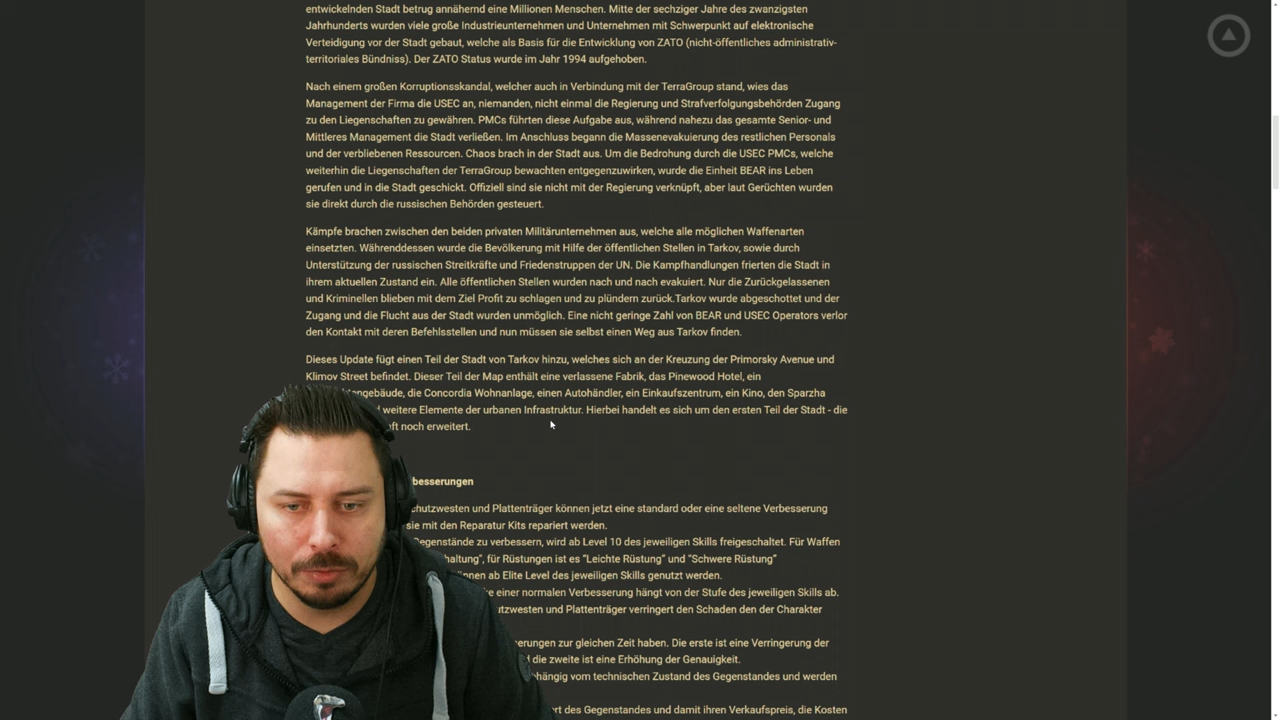 entwickelnden Stadt betrug annähernd eine Millionen Menschen. Mitte der sechziger Jahre des zwanzigsten
Jahrhunderts wurden viele große Industrieunternehmen und Unternehmen mit Schwerpunkt auf elektronische
Verteidigung vor der Stadt gebaut, welche als Basis für die Entwicklung von ZATO (nicht-öffentliches administrativ-
territoriales Bündniss). Der ZATO Status wurde im Jahr 1994 aufgehoben.
Nach einem großen Korruptionsskandal, welcher auch in Verbindung mit der TerraGroup stand, wies das
Management der Firma die USEC an, niemanden, nicht einmal die Regierung und Strafverfolgungsbehörden Zugang
zu den Liegenschaften zu gewähren. PMCs führten diese Aufgabe aus, während nahezu das gesamte Senior- und
Mittleres Management die Stadt verließen. Im Anschluss begann die Massenevakuierung des restlichen Personals
und der verbliebenen Ressourcen. Chaos brach in der Stadt aus. Um die Bedrohung durch die USEC PMCs, welche
weiterhin die Liegenschaften der TerraGroup bewachten entgegenzuwirken, wurde die Einheit BEAR ins Leben
gerufen und in die Stadt geschickt. Offiziell sind sie nicht mit der Regierung verknüpft, aber laut Gerüchten wurden
sie direkt durch die russischen Behörden gesteuert.
Kämpfe brachen zwischen den beiden privaten Militärunternehmen aus, welche alle möglichen Waffenarten
einsetzten. Währenddessen wurde die Bevölkerung mit Hilfe der öffentlichen Stellen in Tarkov, sowie durch
Unterstützung der russischen Streitkräfte und Friedenstruppen der UN. Die Kampfhandlungen frierten die Stadt in
ihrem aktuellen Zustand ein. Alle öffentlichen Stellen wurden nach und nach evakuiert. Nur die Zurückgelassenen
und Kriminellen blieben mit dem Ziel Profit zu schlagen und zu plündern zurück.Tarkov wurde abgeschottet und der
Zugang und die Flucht aus der Stadt wurden unmöglich. Eine nicht geringe Zahl von BEAR und USEC Operators verlor
den Kontakt mit deren Befehlsstellen und nun müssen sie selbst einen Weg aus Tarkov finden.
Dieses Update fügt einen Teil der Stadt von Tarkov hinzu, welches sich an der Kreuzung der Primorsky Avenue und
Klimov Street befindet. Dieser Teil der Map enthält eine verlassene Fabrik, das Pinewood Hotel, ein
die Concordia Wohnanlage, einen Autohändler, ein Einkaufszentrum, ein Kino, den Sparzha
weitere Elemente der urbanen Infrastruktur. Hierbei handelt es sich um den ersten Teil der Stadt - die
noch erweitert.
besserungen
chutzwesten und Plattenträger können jetzt eine standard oder eine seltene Verbesserung
sie mit den Reparatur Kits repariert werden.
Gegenstände zu verbessern, wird ab Level 10 des jeweiligen Skills freigeschaltet. Für Waffen
haltung", für Rüstungen ist es “Leichte Rüstung” und “Schwere Rüstung”
ab Elite Level des jeweiligen Skills genutzt werden.
einer normalen Verbesserung hängt von der Stufe des jeweiligen Skills ab.
utzwesten und Plattenträger verringert den Schaden den der Charakter
erungen zur gleichen Zeit haben. Die erste ist eine Verringerung der
die zweite ist eine Erhöhung der Genauigkeit.
hängig vom technischen Zustand des Gegenstandes und werden
ert des Gegenstandes und damit ihren Verkaufspreis, die Kosten